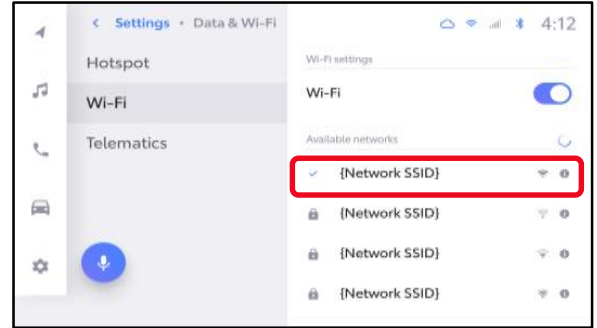 < Settings • Data & Wi-Fi
4:12
Hotspot
Wi-Fi
Telematics
Wi-Fi settings
Wi-Fi
Available networks
{Network SSID}
{Network SSID}
{Network SSID}
{Network SSID}